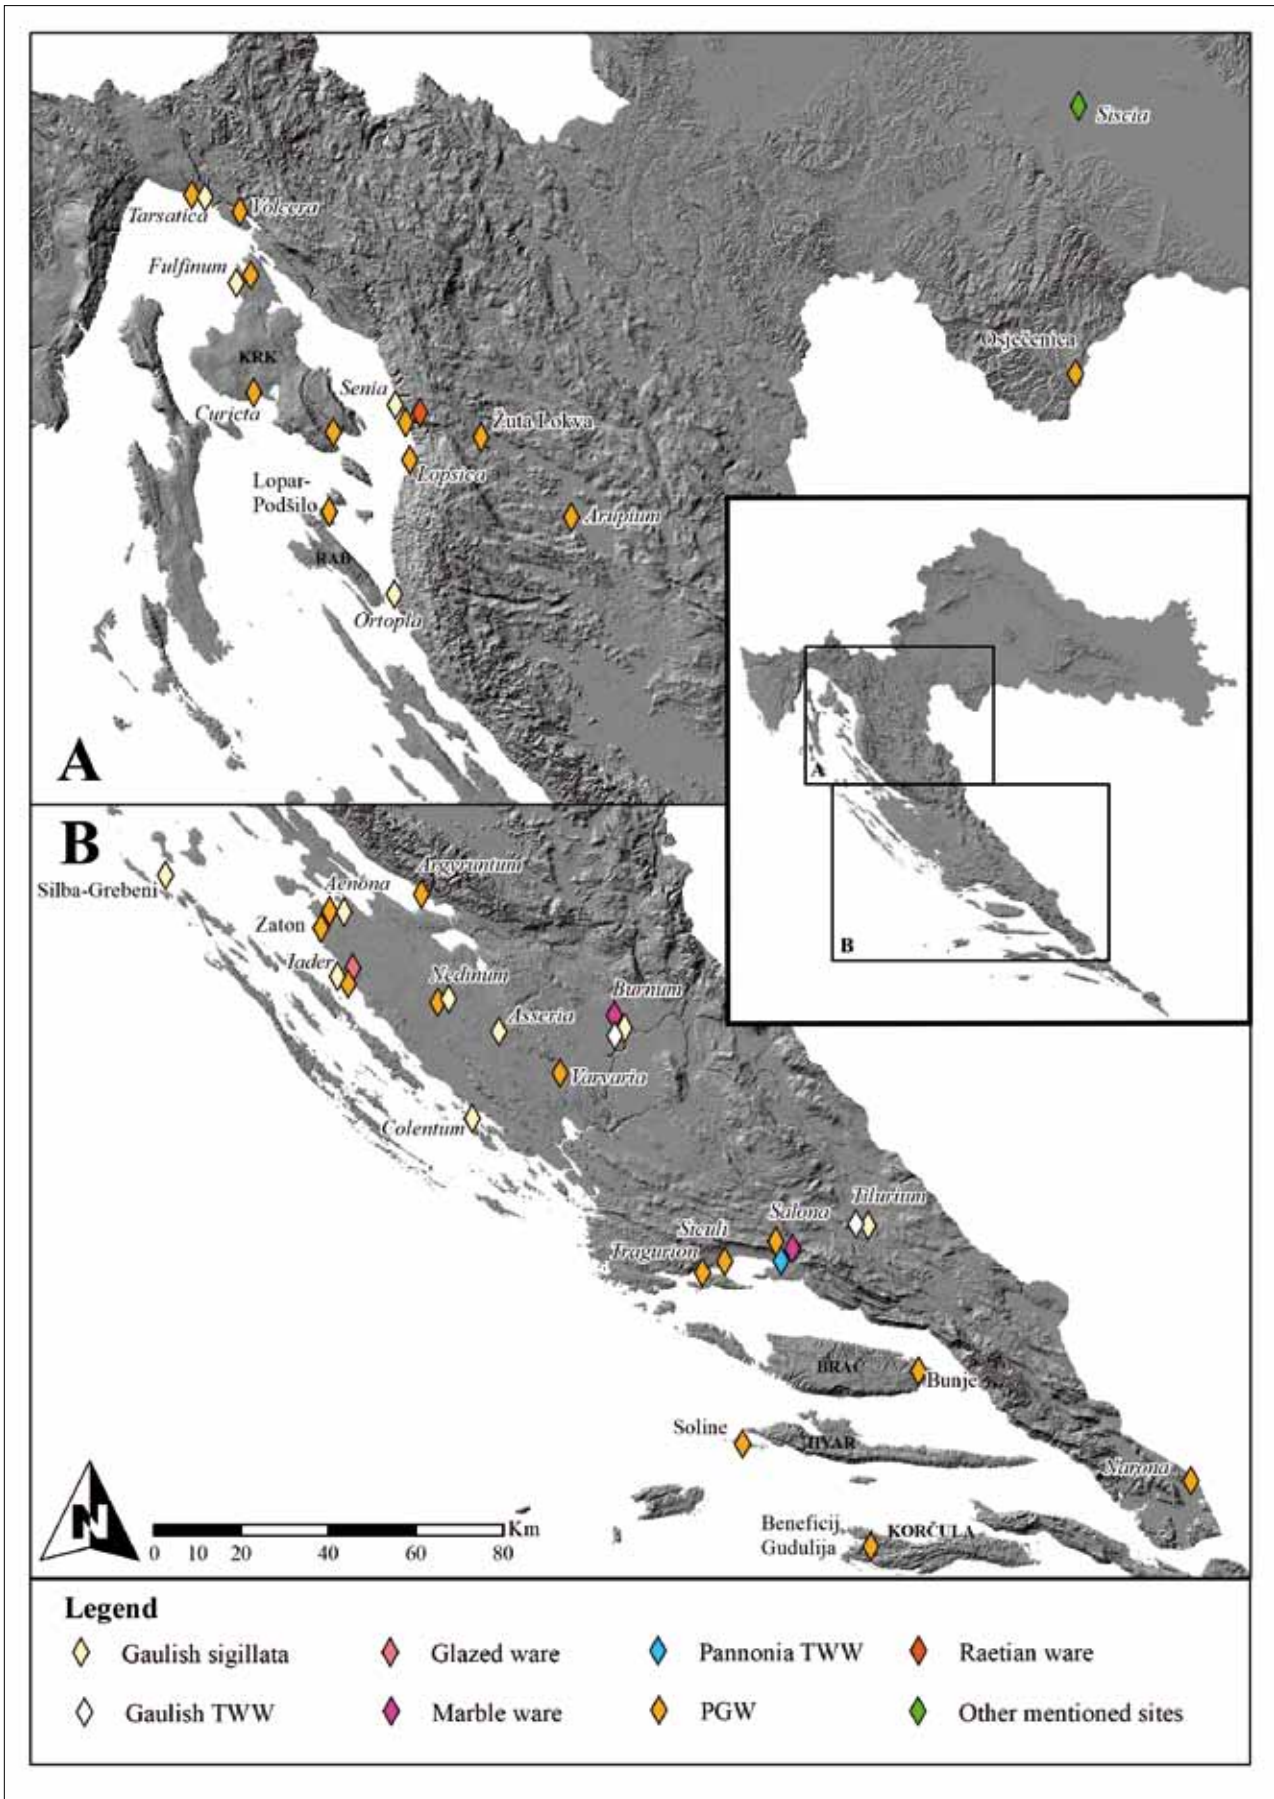 Siscia
Tarsatica
Volcera
Fulfinum
Osječenica
KRK
Senia
Curicta
Žuta Lokva
Lopsica
Lopar-
Podšilo
Arupium
RAB
Ortopla
A
A
B
B
Argyruntum
Silba-Grebeni
Aenona
Zaton
Iader
Nedinum
Burnum
Asseria
Varvaria
Colentum
Tilurium
Salona
Siculi
Tragurion
BRAČ
Bunje
Soline
HVAR
Narona
N
Km
0 10 20 40 60 80
Beneficij,
Gudulija
KORČULA
Legend
Gaulish sigillata
Glazed ware
Pannonia TWW
Raetian ware
Gaulish TWW
Marble ware
PGW
Other mentioned sites